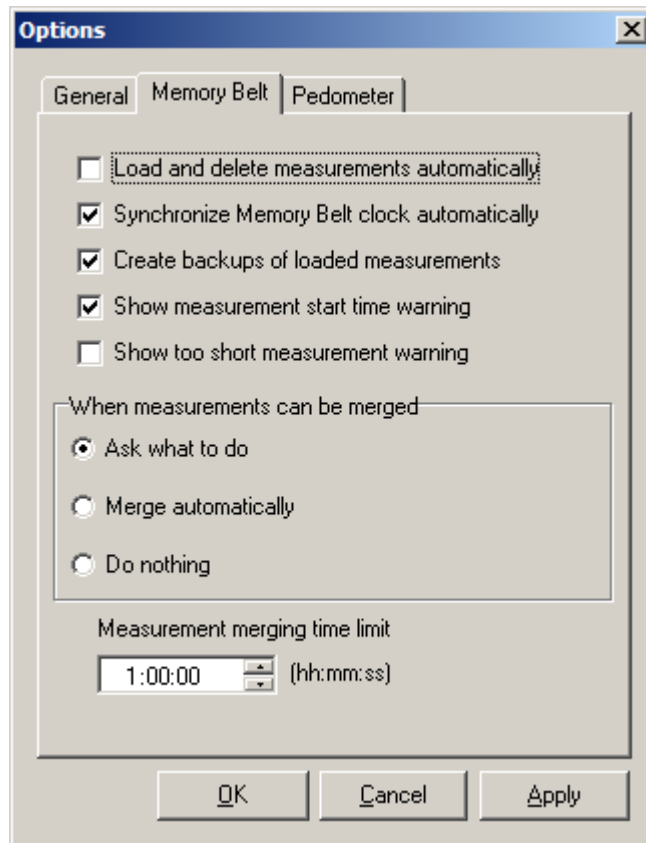 Options
General Memory Belt Pedometer
Load and delete measurements automatically
Synchronize Memory Belt clock automatically
Create backups of loaded measurements
Show measurement start time warning
Show too short measurement warning
When measurements can be merged
Ask what to do
Merge automatically
Do nothing
Measurement merging time limit
1:00:00 (hh:mm:ss)
OK Cancel Apply